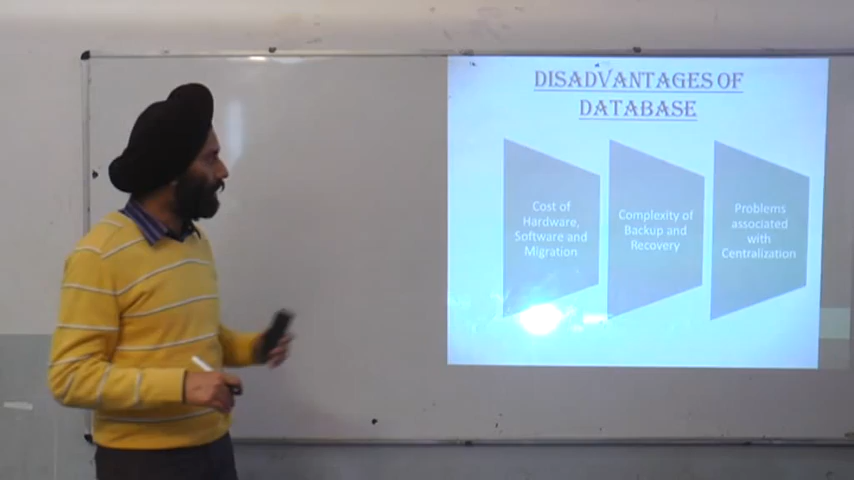 DISADVANTAGES OF
DATABASE
Cost of
Hardware,
Software and
Migration
Complexity of
Backup and
Recovery
Problems
associated
with
Centralization